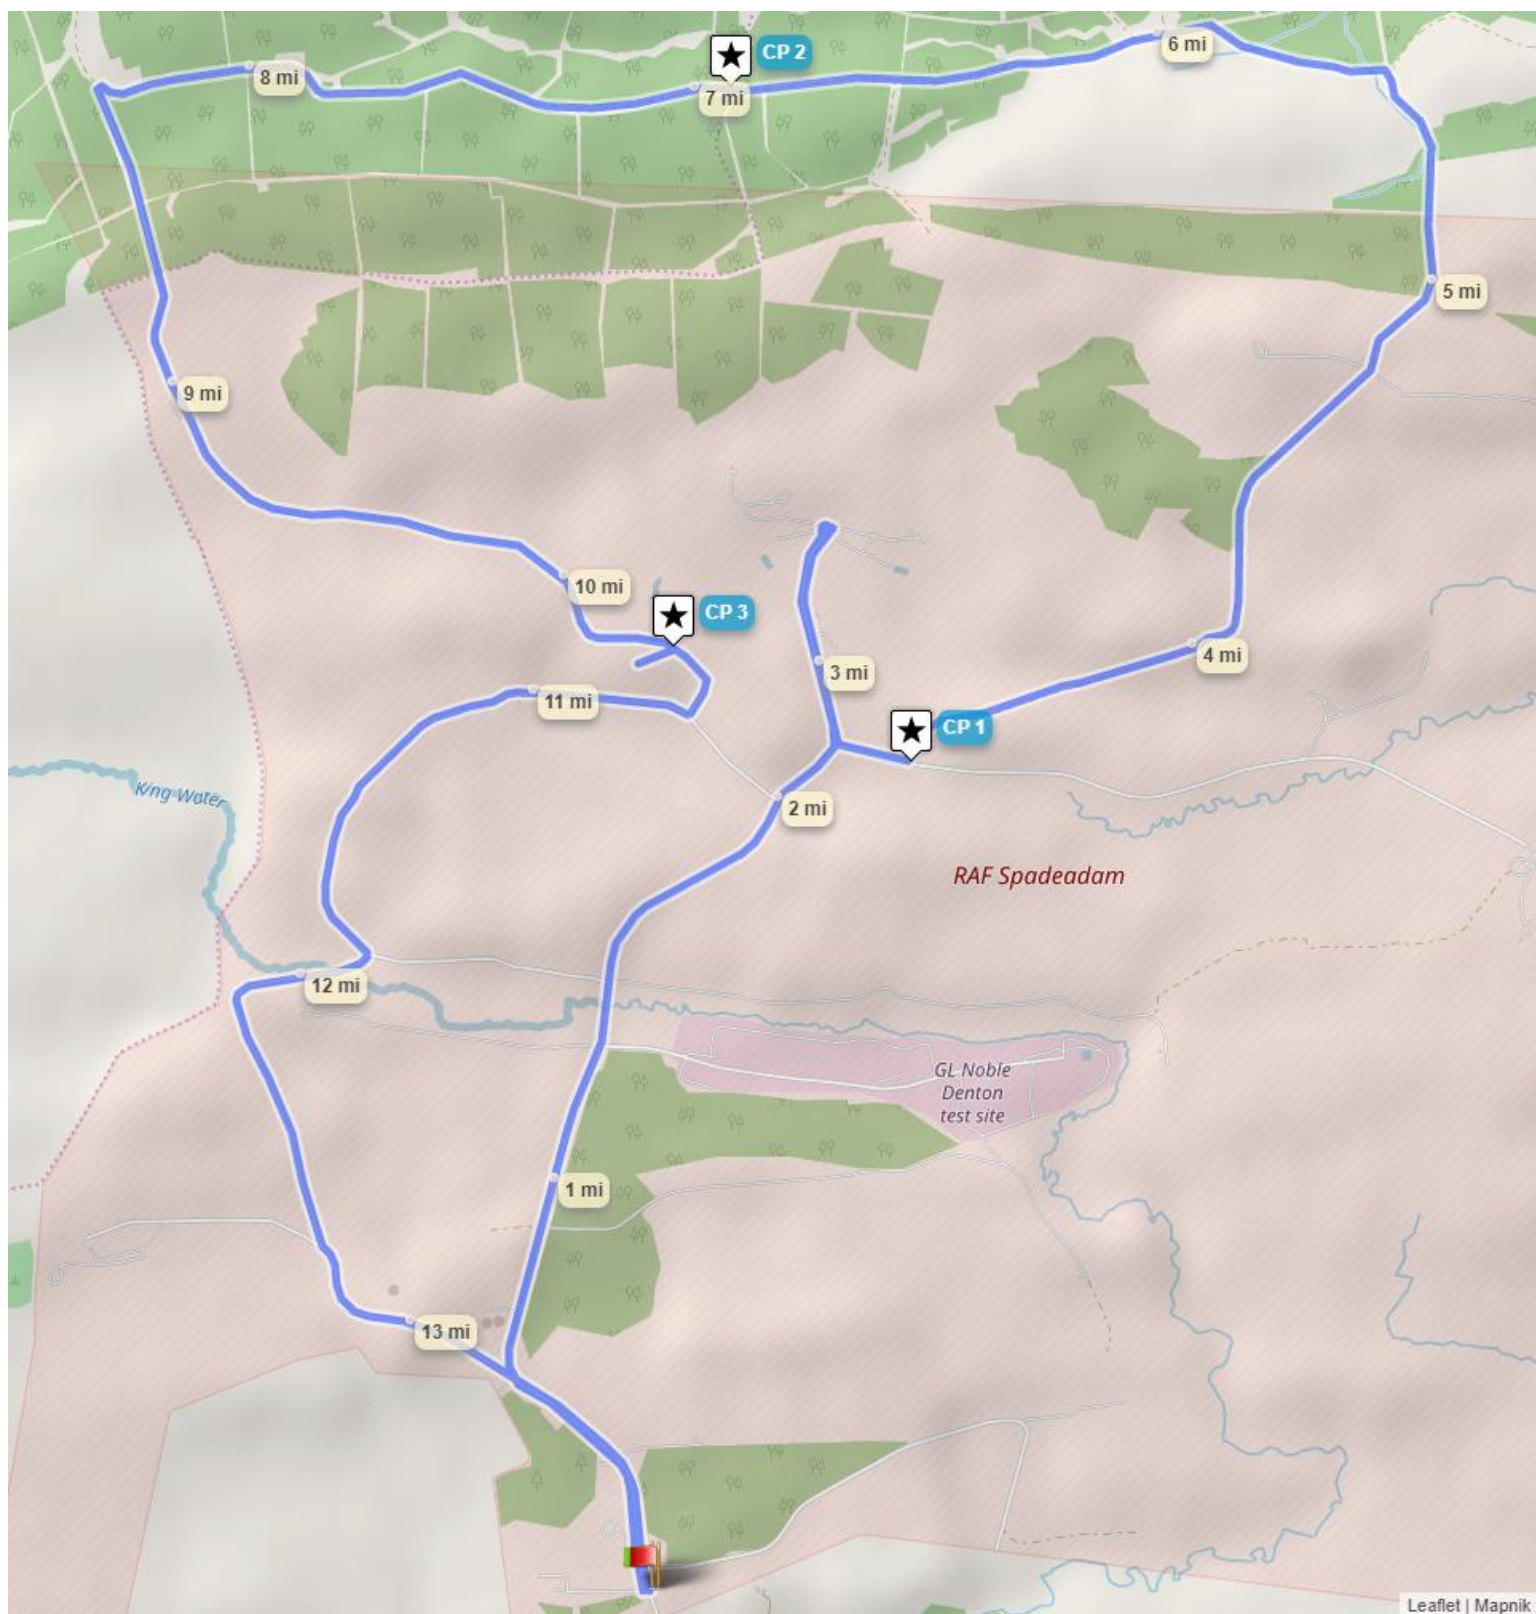 6 mi
CP 2
8 mi
7 mi
5 mi
9 mi
10 mi
CP 3
4 mi
3 mi
11 mi
CP 1
King Water
2 mi
RAF Spadeadam
12 mi
GL Noble
Denton
test site
1 mi
13 mi
Leaflet | Mapnik